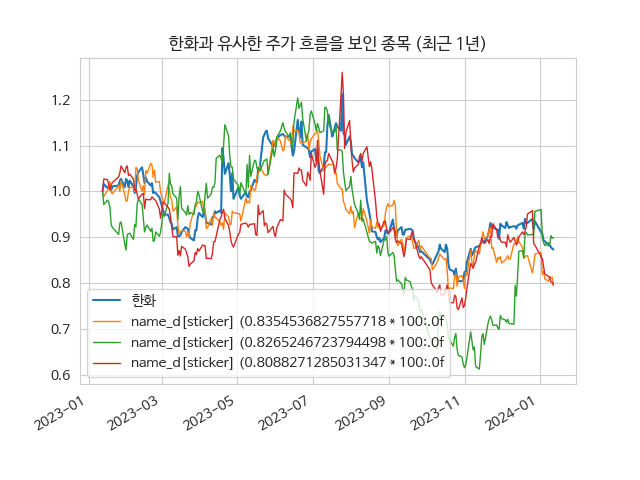 한화과 유사한 주가 흐름을 보인 종목 (최근 1년)
1.2
1.1
1.0
0.9
0.8
0.7
0.6
한화
name_d[sticker] (0.8354536827557718 * 100:.0f
name_d[sticker] (0.8265246723794498 * 100:.0f
name_d[sticker] (0.8088271285031347 * 100:.0f
2023-01
2023-03
2023-05
2023-07
2023-09
2023-11
2024-01